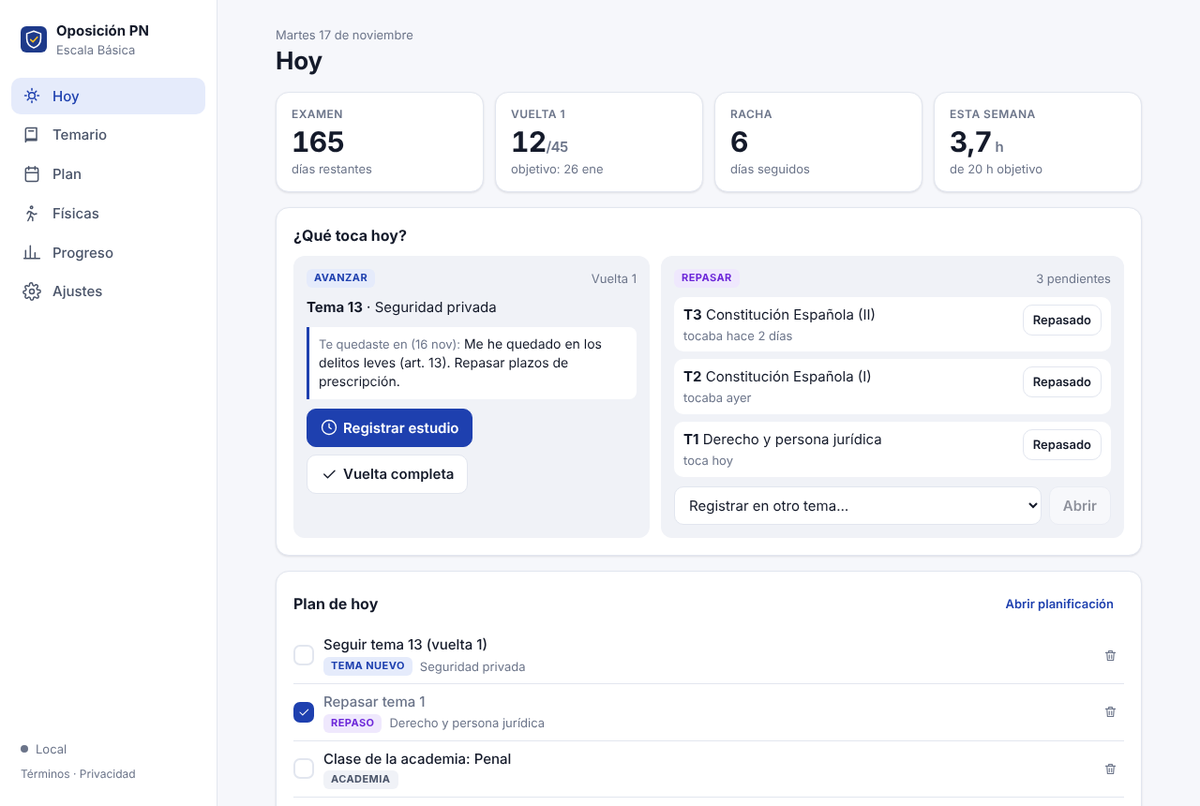 Oposición PN
Escala Básica
Hoy
Temario
Plan
Físicas
Progreso
Ajustes
Local
Términos · Privacidad
Martes 17 de noviembre
Hoy
EXAMEN
165
días restantes
VUELTA 1
12/45
objetivo: 26 ene
RACHA
6
días seguidos
ESTA SEMANA
3,7 h
de 20 h objetivo
¿Qué toca hoy?
AVANZAR
Vuelta 1
Tema 13 · Seguridad privada
Te quedaste en (16 nov): Me he quedado en los
delitos leves (art. 13). Repasar plazos de
prescripción.
Registrar estudio
Vuelta completa
REPASAR
3 pendientes
T3 Constitución Española (II)
tocaba hace 2 días
Repasado
T2 Constitución Española (I)
tocaba ayer
Repasado
T1 Derecho y persona jurídica
toca hoy
Repasado
Registrar en otro tema...
Abrir
Plan de hoy
Abrir planificación
Seguir tema 13 (vuelta 1)
TEMA NUEVO Seguridad privada
Repasar tema 1
REPASO Derecho y persona jurídica
Clase de la academia: Penal
ACADEMIA